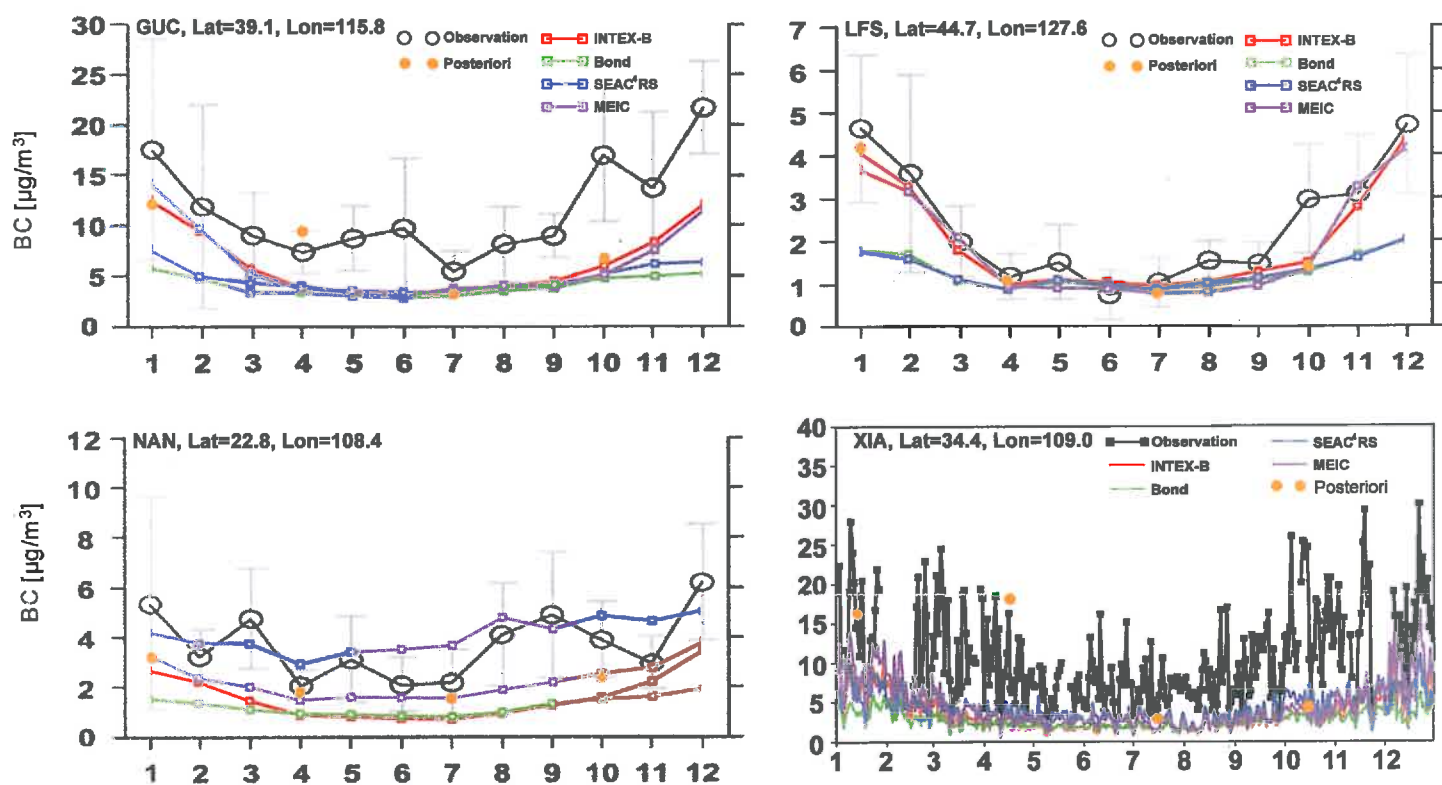 GUC, Lat=39.1, Lon=115.8
Observation
INTEX-B
Posteriori
Bond
SEAC⁴RS
MEIC
BC [µg/m³]
30
25
20
15
10
5
0
1 2 3 4 5 6 7 8 9 10 11 12
LFS, Lat=44.7, Lon=127.6
Observation
INTEX-B
Posteriori
Bond
SEAC⁴RS
MEIC
7
6
5
4
3
2
1
0
1 2 3 4 5 6 7 8 9 10 11 12
NAN, Lat=22.8, Lon=108.4
BC [µg/m³]
12
10
8
6
4
2
0
1 2 3 4 5 6 7 8 9 10 11 12
XIA, Lat=34.4, Lon=109.0
Observation
SEAC⁴RS
INTEX-B
MEIC
Bond
Posteriori
40
35
30
25
20
15
10
5
0
1 2 3 4 5 6 7 8 9 10 11 12